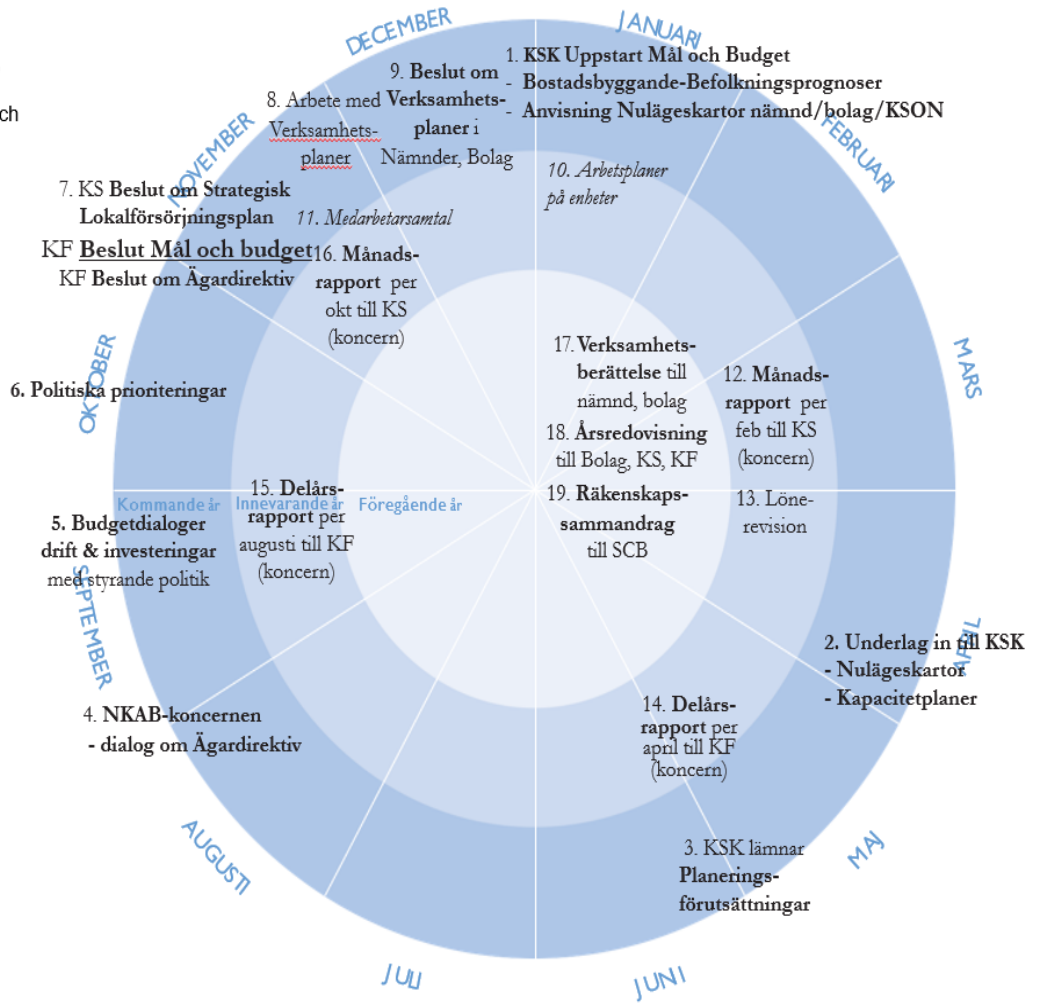 DECEMBER
JANUARI
1. KSK Uppstart Mål och Budget
- Bostadsbyggande-Befolkningsprognoser
- Anvisning Nulägeskartor nämnd/bolag/KSON
9. Beslut om
Verksamhets-
planer i
Nämnder, Bolag
8. Arbete med
Verksamhets-
planer
ch
NOVEMBER
FEBRUARI
7. KS Beslut om Strategisk
Lokalförsörjningsplan
KF Beslut Mål och budget
KF Beslut om Ägardirektiv
10. Arbetsplaner
på enheter
11. Medarbetarsamtal
16. Månads-
rapport per
okt till KS
(koncern)
17. Verksamhets-
berättelse till
nämnd, bolag
12. Månads-
rapport per
feb till KS
(koncern)
MARS
OKTOBER
6. Politiska prioriteringar
18. Årsredovisning
till Bolag, KS, KF
19. Räkenskaps-
sammandrag
till SCB
13. Löne-
revision
Kommande år
Innevarande år
Föregående år
15. Delårs-
rapport per
augusti till KF
(koncern)
5. Budgetdialoger
drift & investeringar
med styrande politik
SEPTEMBER
APRIL
2. Underlag in till KSK
- Nulägeskartor
- Kapacitetplaner
4. NKAB-koncernen
- dialog om Ägardirektiv
14. Delårs-
rapport per
april till KF
(koncern)
AUGUSTI
MAJ
3. KSK lämnar
Planerings-
förutsättningar
JULI
JUNI